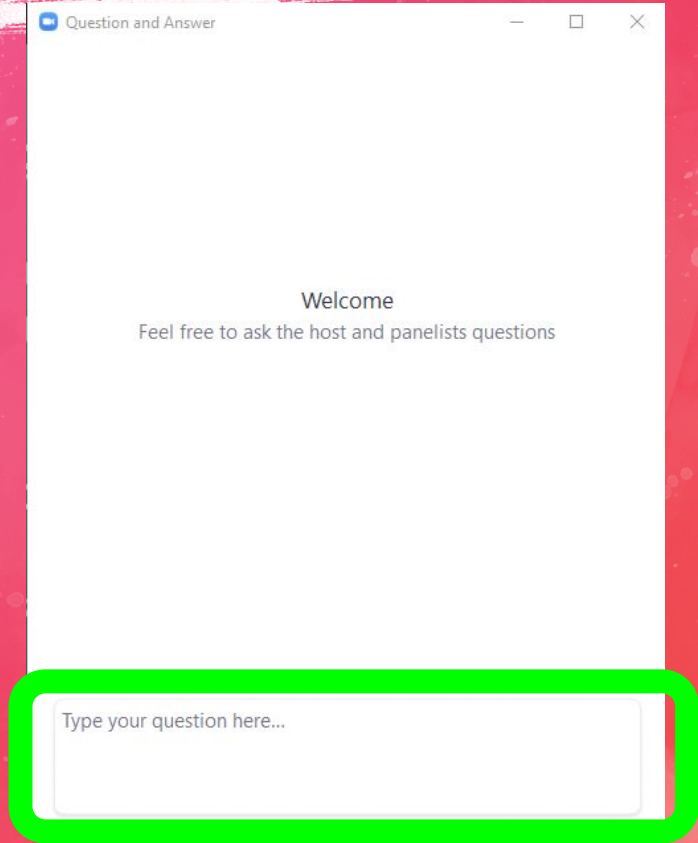 Question and Answer
Welcome
Feel free to ask the host and panelists questions
Type your question here...